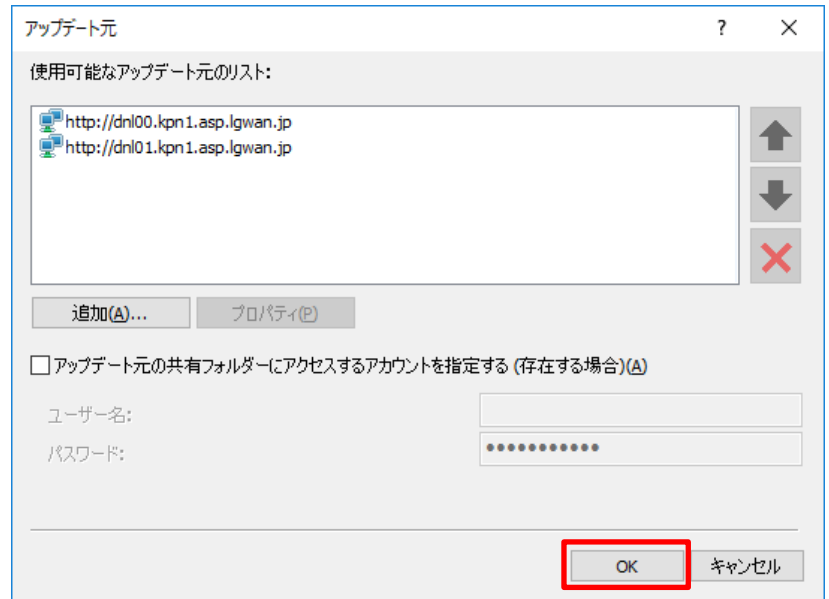 アップデート元
使用可能なアップデート元のリスト:
http://dnl00.kpn1.asp.lgwan.jp
http://dnl01.kpn1.asp.lgwan.jp
追加(A)... プロパティ(P)
アップデート元の共有フォルダーにアクセスするアカウントを指定する (存在する場合)(A)
ユーザー名:
パスワード: ●●●●●●●●●●●
OK キャンセル